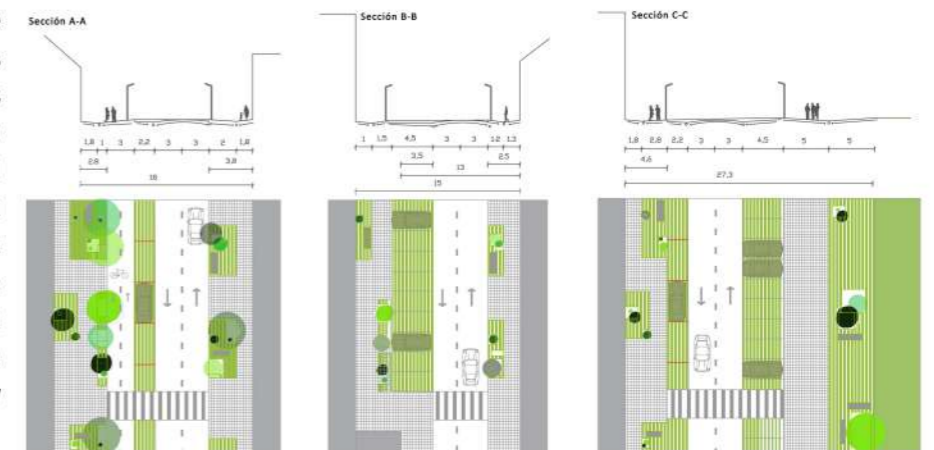 Sección A-A
1,8 1 3 2,2 3 3 2 1,8
2,8 3,8
18
Sección B-B
1 1,5 4,5 3 3 1,2 1,3
3,5 2,5
13
15
Sección C-C
1,8 2,8 2,2 3 3 4,5 5 5
4,6
27,3